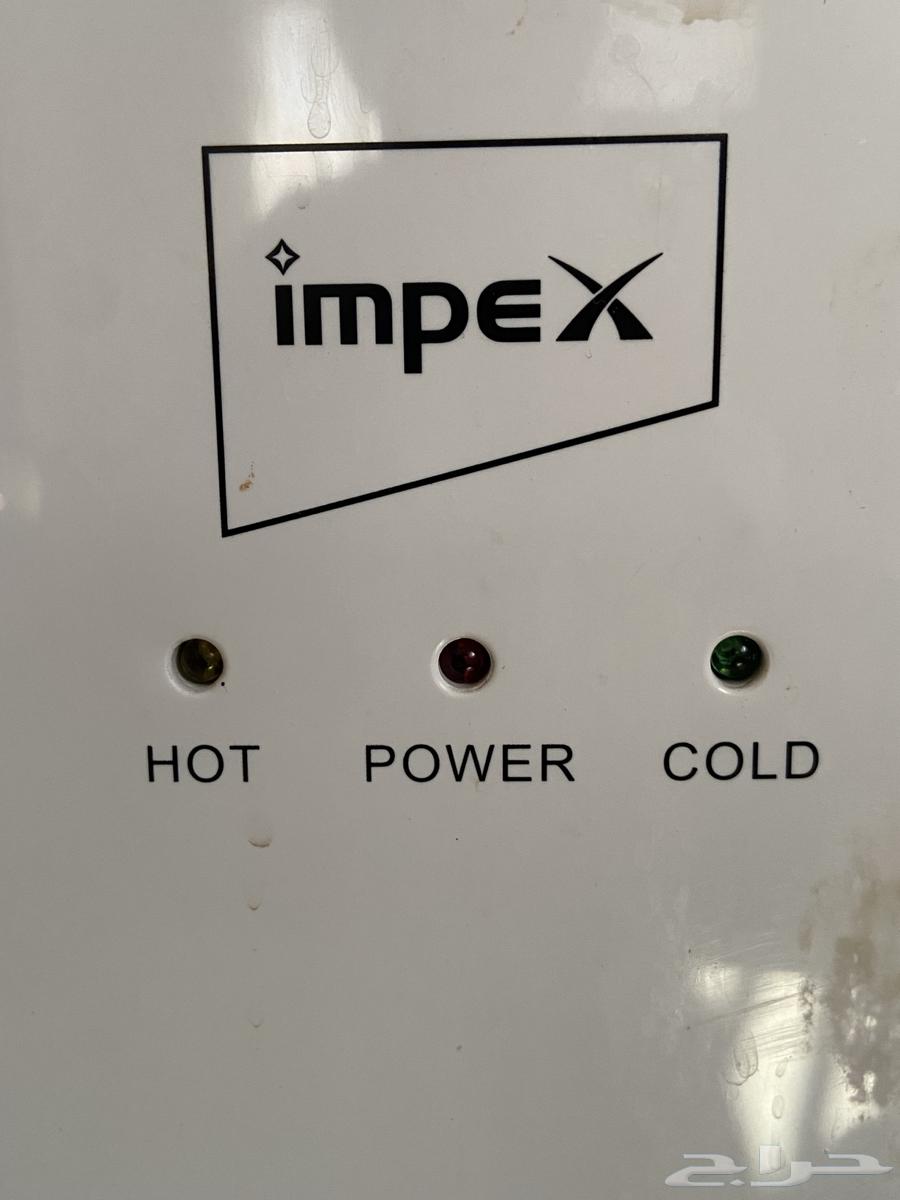 impex
HOT POWER COLD
حراج